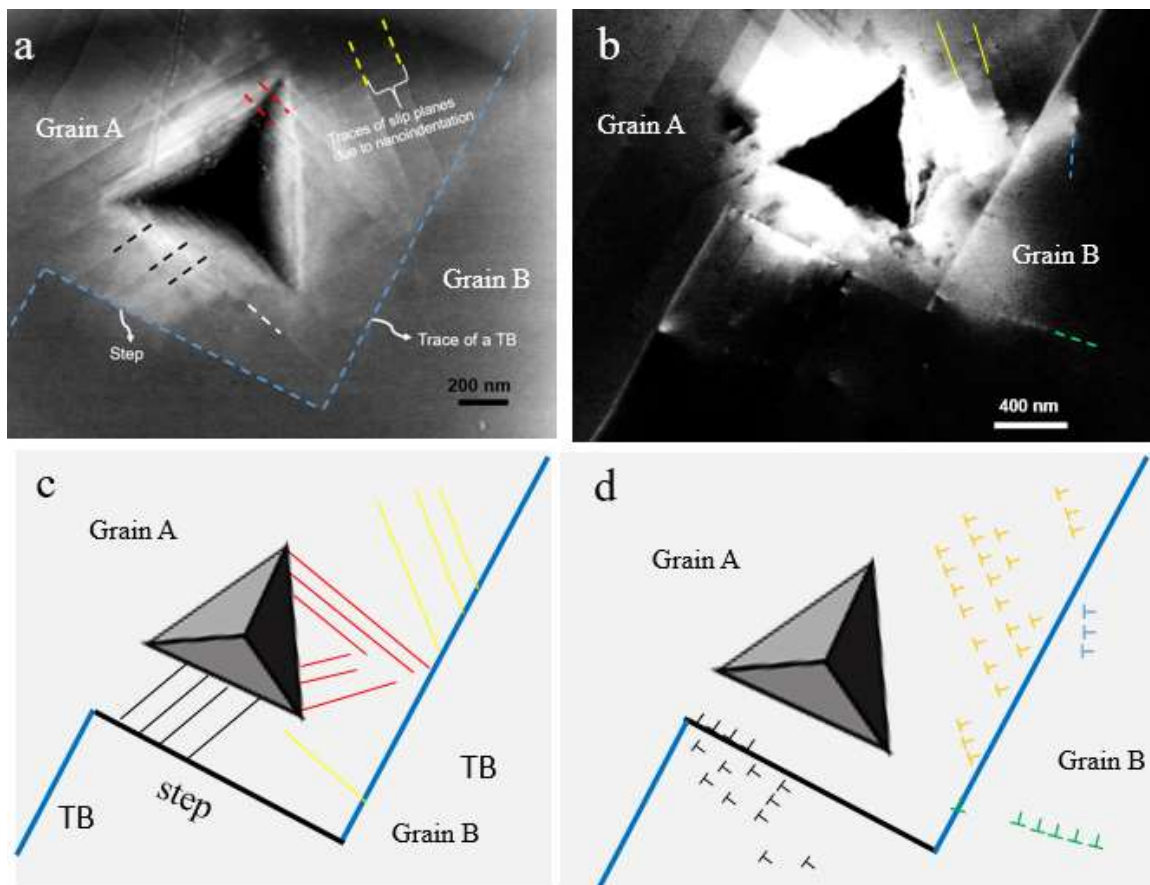 a
Grain A
Traces of slip planes
due to nanoindentation
Grain B
Step
Trace of a TB
200 nm
b
Grain A
Grain B
400 nm
c
Grain A
TB
step
TB
Grain B
d
Grain A
Grain B